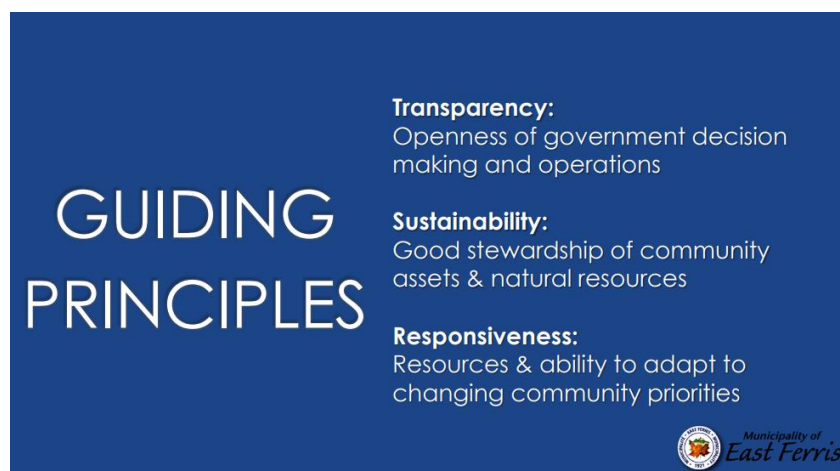 GUIDING
PRINCIPLES
Transparency:
Openness of government decision
making and operations
Sustainability:
Good stewardship of community
assets & natural resources
Responsiveness:
Resources & ability to adapt to
changing community priorities
Municipality of
East Ferris